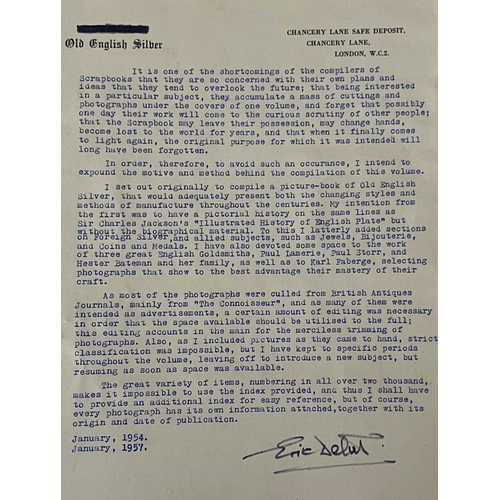 CHANCERY LANE SAFE DEPOSIT,
Old English Silver
CHANCERY LANE,
LONDON, W.C.2.
It is one of the shortcomings of the compilers of
Scrapbooks that they are so concerned with their own plans and
ideas that they tend to overlook the future; that being interested
in a particular subject, they accumulate a mass of cuttings and
photographs under the covers of one volume, and forget that possibly
one day their work will come to the curious scrutiny of other people;
that the Scrapbook may leave their possession, may change hands,
become lost to the world for years, and that when it finally comes
to light again, the original purpose for which it was intended will
long have been forgotten.
In order, therefore, to avoid such an occurance, I intend to
expound the motive and method behind the compilation of this volume.
I set out originally to compile a picture-book of Old English
Silver, that would adequately present both the changing styles and
methods of manufacture throughout the centuries. My intention from
the first was to have a pictorial history on the same lines as
Sir Charles Jackson's "Illustrated History of English Plate" but
without the biographical material. To this I latterly added sections
on Foreign Silver, and allied subjects, such as Jewels, Bijouterie,
and Coins and Medals. I have also devoted some space to the work
of three great English Goldsmiths, Paul Lamerie, Paul Storr, and
Hester Bateman and her family, as well as to Karl Faberge, selecting
photographs that show to the best advantage their mastery of their
craft.
As most of the photographs were culled from British Antiques
Journals, mainly from "The Connoisseur", and as many of them were
intended as advertisements, a certain amount of editing was necessary
in order that the space available should be utilised to the full;
this editing accounts in the main for the merciless trimming of
photographs. Also, as I included pictures as they came to hand, strict
classification was impossible, but I have kept to specific periods
throughout the volume, leaving off to introduce a new subject, but
resuming as soon as space was available.
The great variety of items, numbering in all over two thousand,
makes it impossible to use the index provided, and thus I shall have
to provide an additional index for easy reference, but of course,
every photograph has its own information attached, together with its
origin and date of publication.
January, 1954.
January, 1957.
Eric